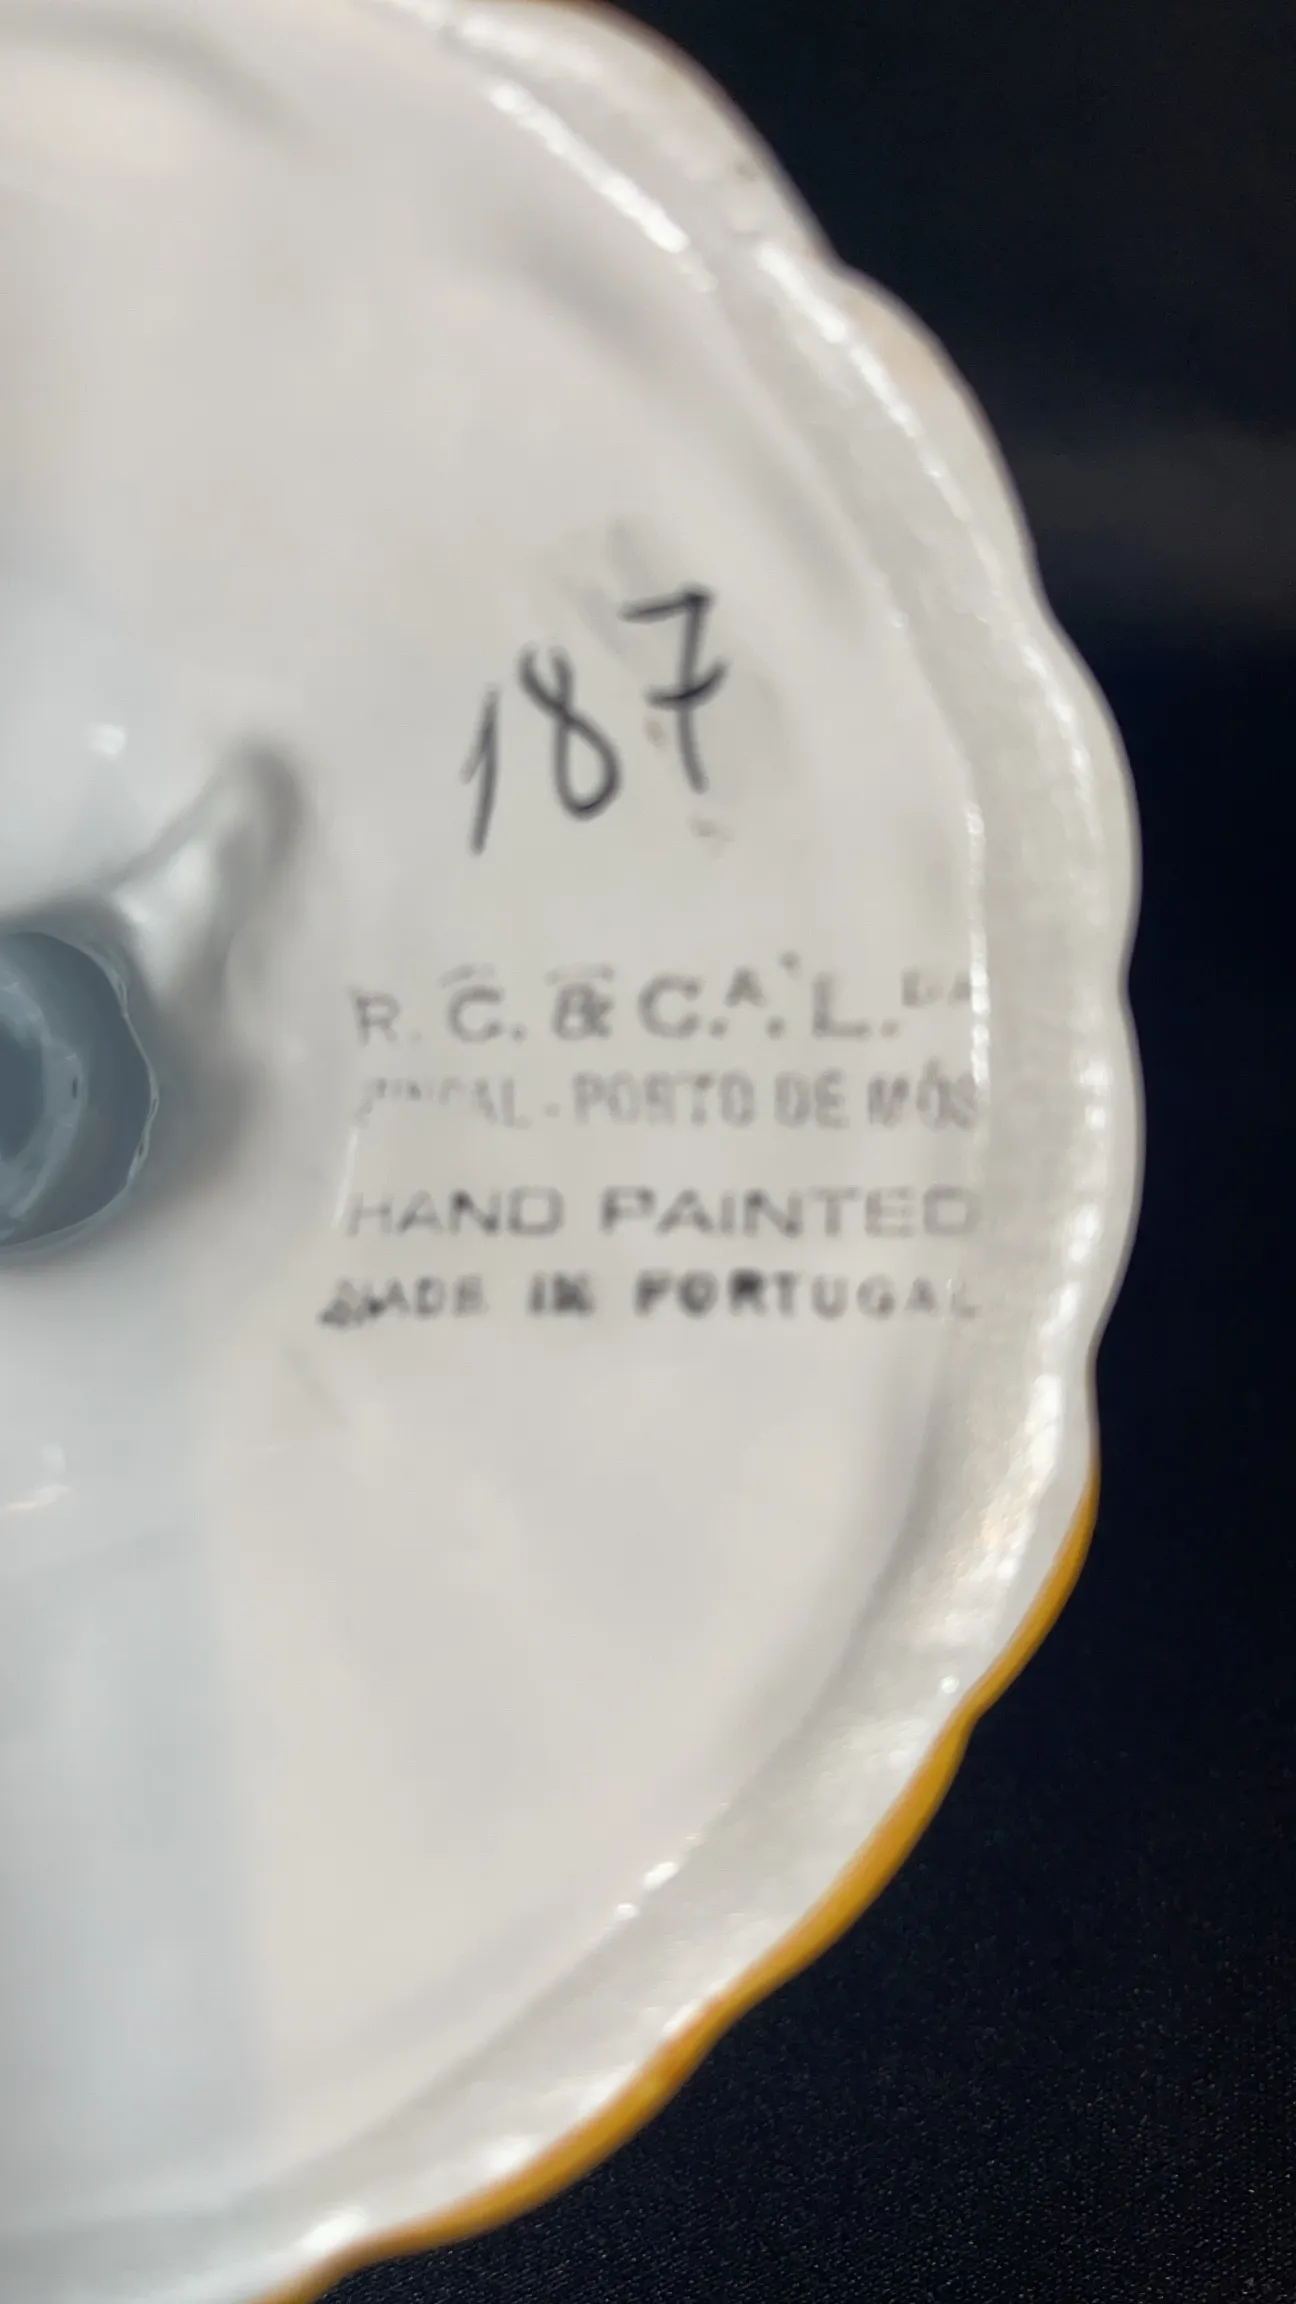 187
R. C. & C.ᴬ. L.ᴰᴬ
PORTO DE MÓS
HAND PAINTED
MADE IN PORTUGAL